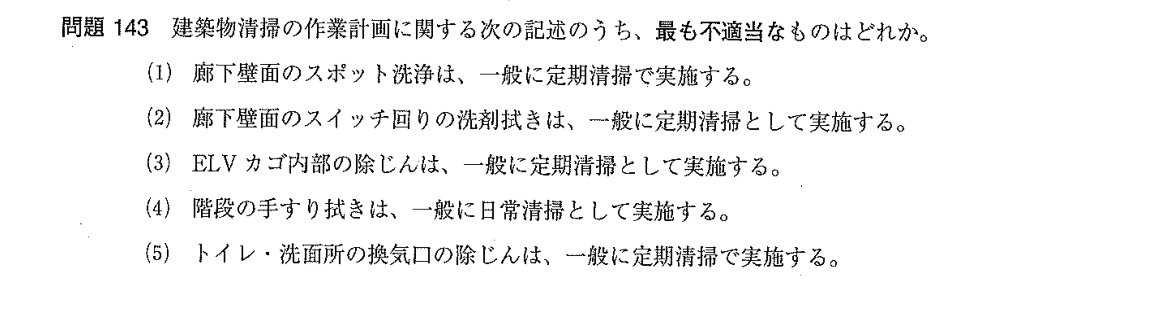 問題 143 建築物清掃の作業計画に関する次の記述のうち、最も不適当なものはどれか。
(1) 廊下壁面のスポット洗浄は、一般に定期清掃で実施する。
(2) 廊下壁面のスイッチ回りの洗剤拭きは、一般に定期清掃として実施する。
(3) ELV カゴ内部の除じんは、一般に定期清掃として実施する。
(4) 階段の手すり拭きは、一般に日常清掃として実施する。
(5) トイレ・洗面所の換気口の除じんは、一般に定期清掃で実施する。